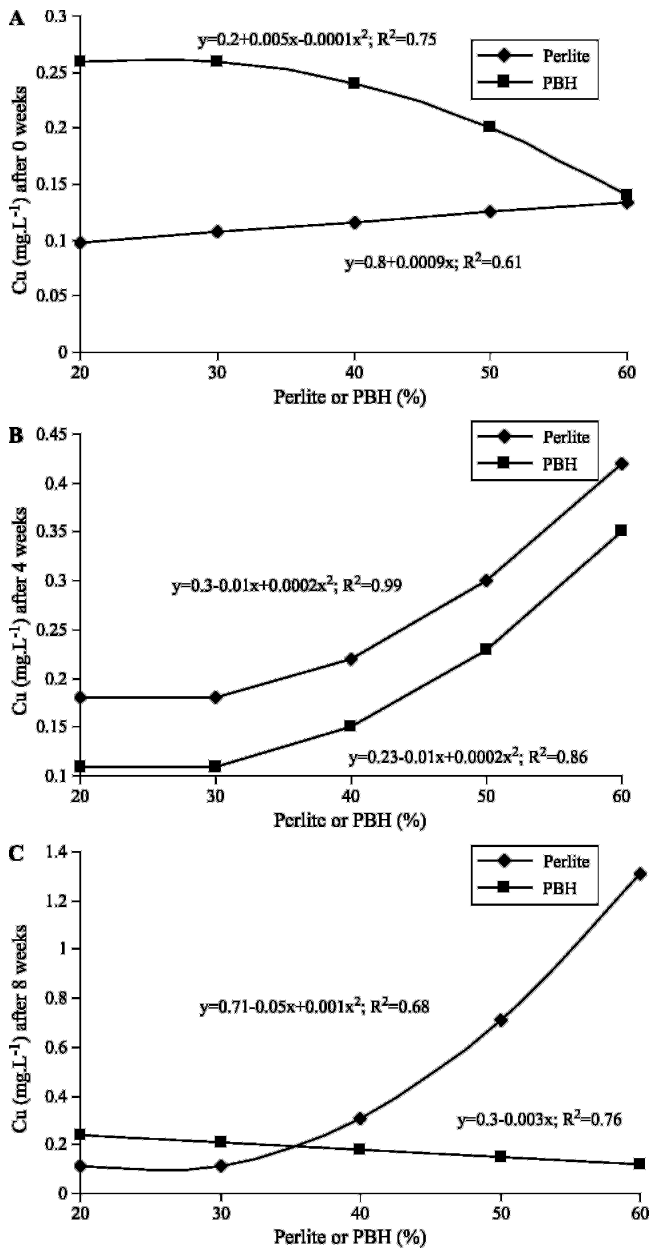 A
y=0.2+0.005x-0.0001x²; R²=0.75
Perlite
PBH
Cu (mg.L⁻¹) after 0 weeks
0.3
0.25
0.2
0.15
0.1
0.05
0
y=0.8+0.0009x; R²=0.61
20 30 40 50 60
Perlite or PBH (%)
B
Perlite
PBH
Cu (mg.L⁻¹) after 4 weeks
0.45
0.4
0.35
0.3
0.25
0.2
0.15
0.1
y=0.3-0.01x+0.0002x²; R²=0.99
y=0.23-0.01x+0.0002x²; R²=0.86
20 30 40 50 60
Perlite or PBH (%)
C
Perlite
PBH
Cu (mg.L⁻¹) after 8 weeks
1.4
1.2
1
0.8
0.6
0.4
0.2
0
y=0.71-0.05x+0.001x²; R²=0.68
y=0.3-0.003x; R²=0.76
20 30 40 50 60
Perlite or PBH (%)